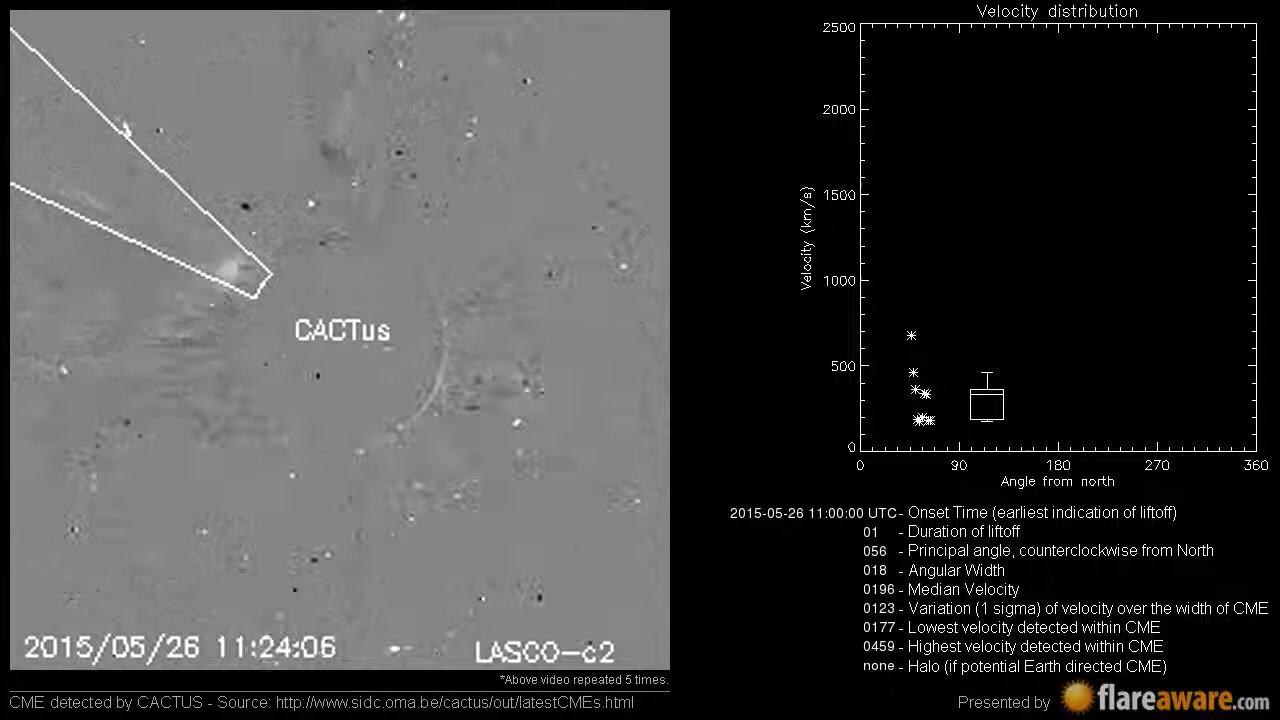 Velocity distribution
2500
2000
1500
1000
500
0
Velocity (km/s)
0 90 180 270 360
Angle from north
CACTus
2015/05/26 11:24:06
LASCO-c2
*Above video repeated 5 times.
CME detected by CACTUS - Source: http://www.sidc.oma.be/cactus/out/latestCMEs.html
2015-05-26 11:00:00 UTC - Onset Time (earliest indication of liftoff)
01 - Duration of liftoff
056 - Principal angle, counterclockwise from North
018 - Angular Width
0196 - Median Velocity
0123 - Variation (1 sigma) of velocity over the width of CME
0177 - Lowest velocity detected within CME
0459 - Highest velocity detected within CME
none - Halo (if potential Earth directed CME)
Presented by flareaware.com